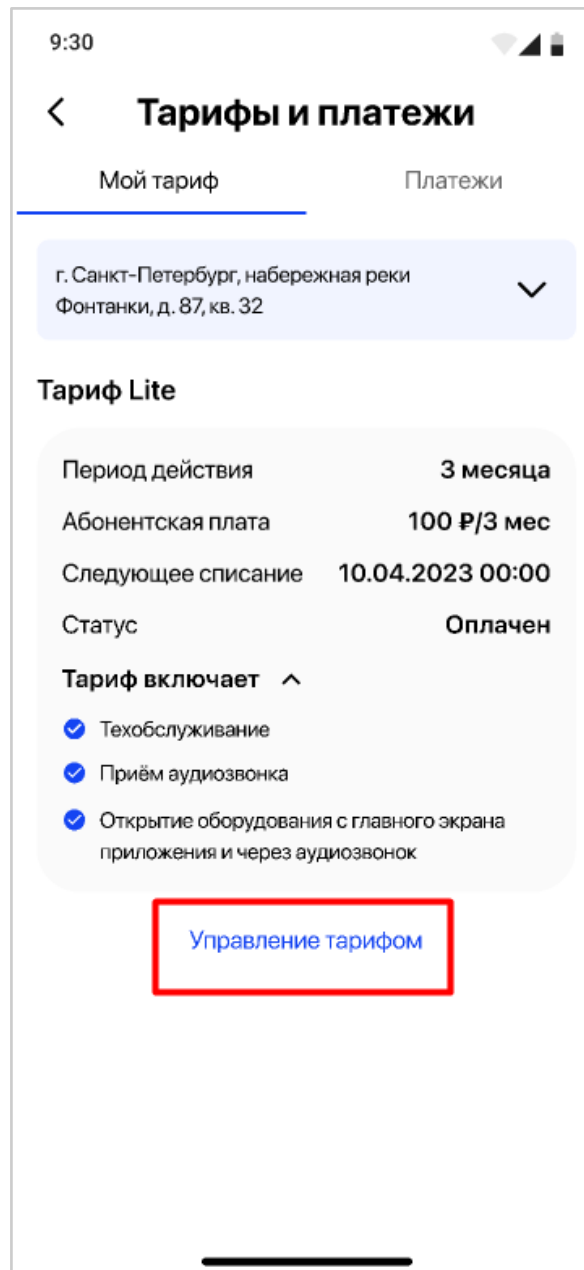 9:30
Тарифы и платежи
Мой тариф Платежи
г. Санкт-Петербург, набережная реки
Фонтанки, д. 87, кв. 32
Тариф Lite
Период действия 3 месяца
Абонентская плата 100 ₽/3 мес
Следующее списание 10.04.2023 00:00
Статус Оплачен
Тариф включает
Техобслуживание
Приём аудиозвонка
Открытие оборудования с главного экрана
приложения и через аудиозвонок
Управление тарифом